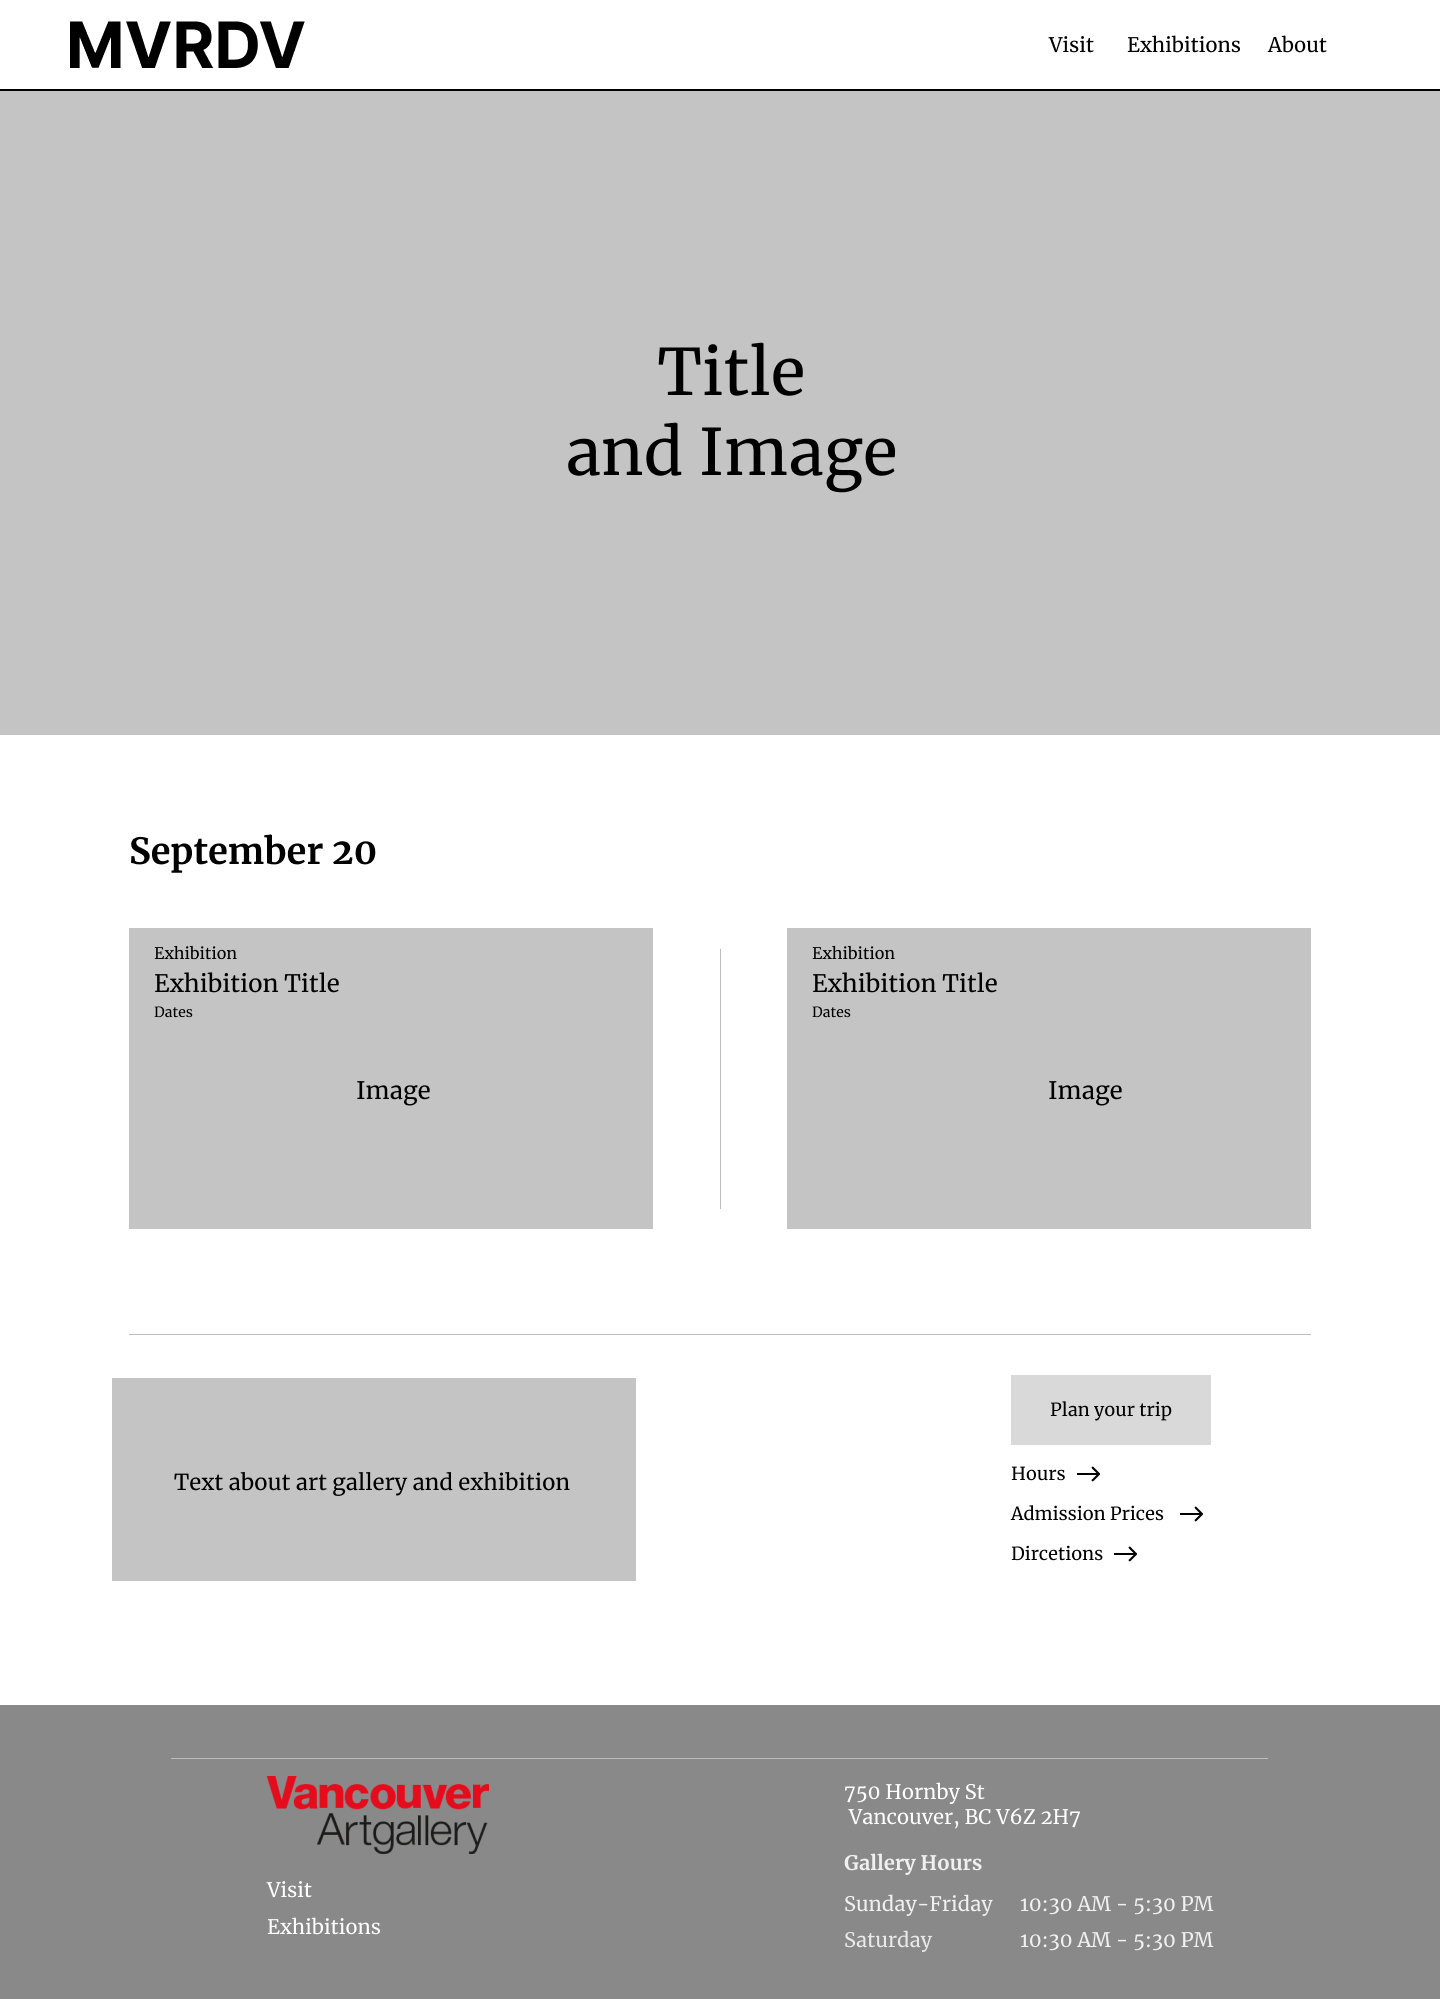 MVRDV
Visit Exhibitions About
Title
and Image
September 20
Exhibition
Exhibition Title
Dates
Image
Exhibition
Exhibition Title
Dates
Image
Text about art gallery and exhibition
Plan your trip
Hours
Admission Prices
Dircetions
Vancouver
Artgallery
Visit
Exhibitions
750 Hornby St
Vancouver, BC V6Z 2H7
Gallery Hours
Sunday-Friday 10:30 AM - 5:30 PM
Saturday 10:30 AM - 5:30 PM